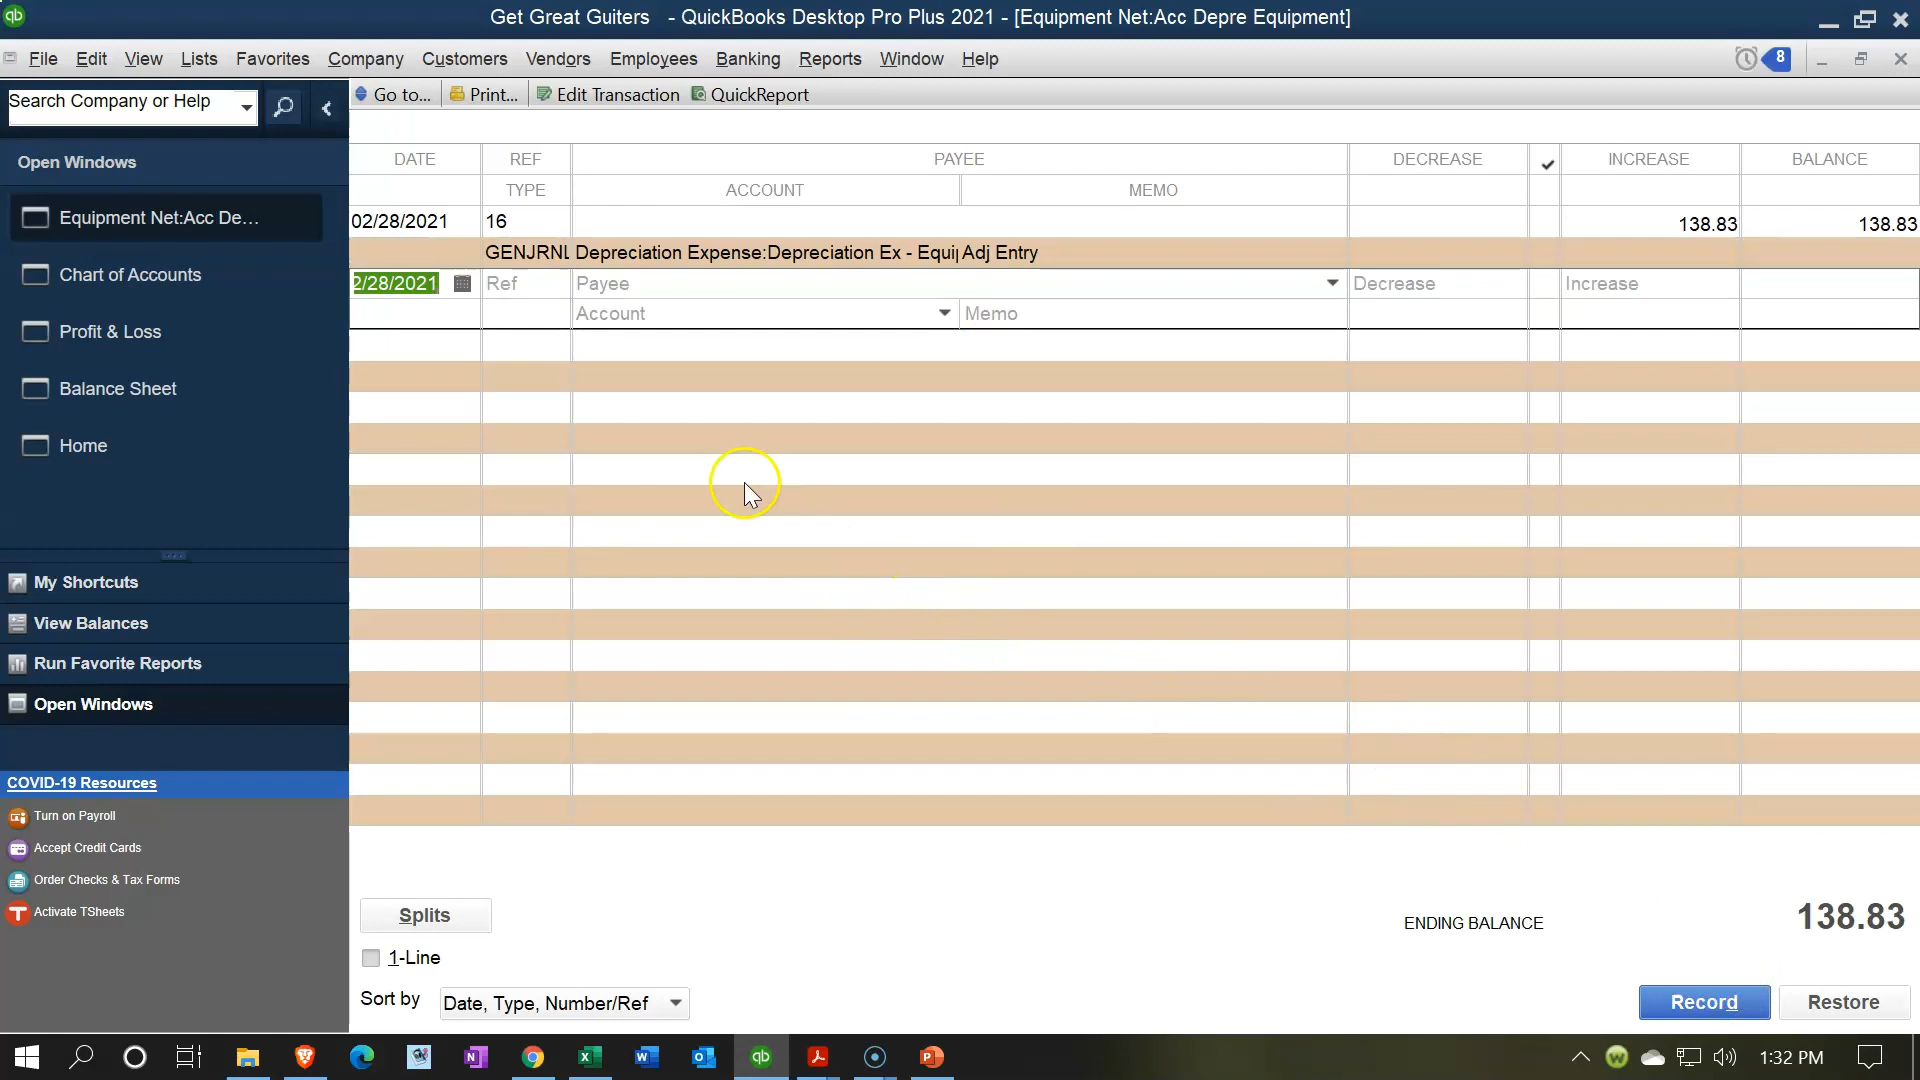 Get Great Guiters - QuickBooks Desktop Pro Plus 2021 - [Equipment Net:Acc Depre Equipment]
File Edit View Lists Favorites Company Customers Vendors Employees Banking Reports Window Help
8
Search Company or Help
Go to... Print... Edit Transaction QuickReport
Open Windows
Equipment Net:Acc De...
Chart of Accounts
Profit & Loss
Balance Sheet
Home
My Shortcuts
View Balances
Run Favorite Reports
Open Windows
COVID-19 Resources
Turn on Payroll
Accept Credit Cards
Order Checks & Tax Forms
Activate TSheets
DATE REF PAYEE DECREASE ✓ INCREASE BALANCE
TYPE ACCOUNT MEMO
02/28/2021 16 138.83 138.83
GENJRNL Depreciation Expense:Depreciation Ex - Equip Adj Entry
2/28/2021 Ref Payee Decrease Increase
Account Memo
Splits
ENDING BALANCE 138.83
1-Line
Sort by Date, Type, Number/Ref
Record Restore
1:32 PM